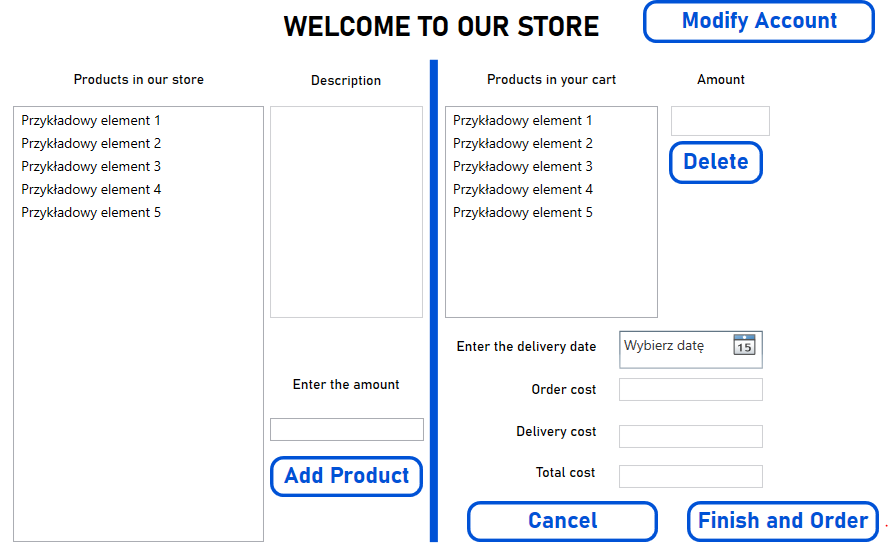 WELCOME TO OUR STORE
Modify Account
Products in our store
Description
Products in your cart
Amount
Przykładowy element 1
Przykładowy element 2
Przykładowy element 3
Przykładowy element 4
Przykładowy element 5
Przykładowy element 1
Przykładowy element 2
Przykładowy element 3
Przykładowy element 4
Przykładowy element 5
Delete
Enter the delivery date
Wybierz datę
15
Enter the amount
Order cost
Delivery cost
Add Product
Total cost
Cancel
Finish and Order